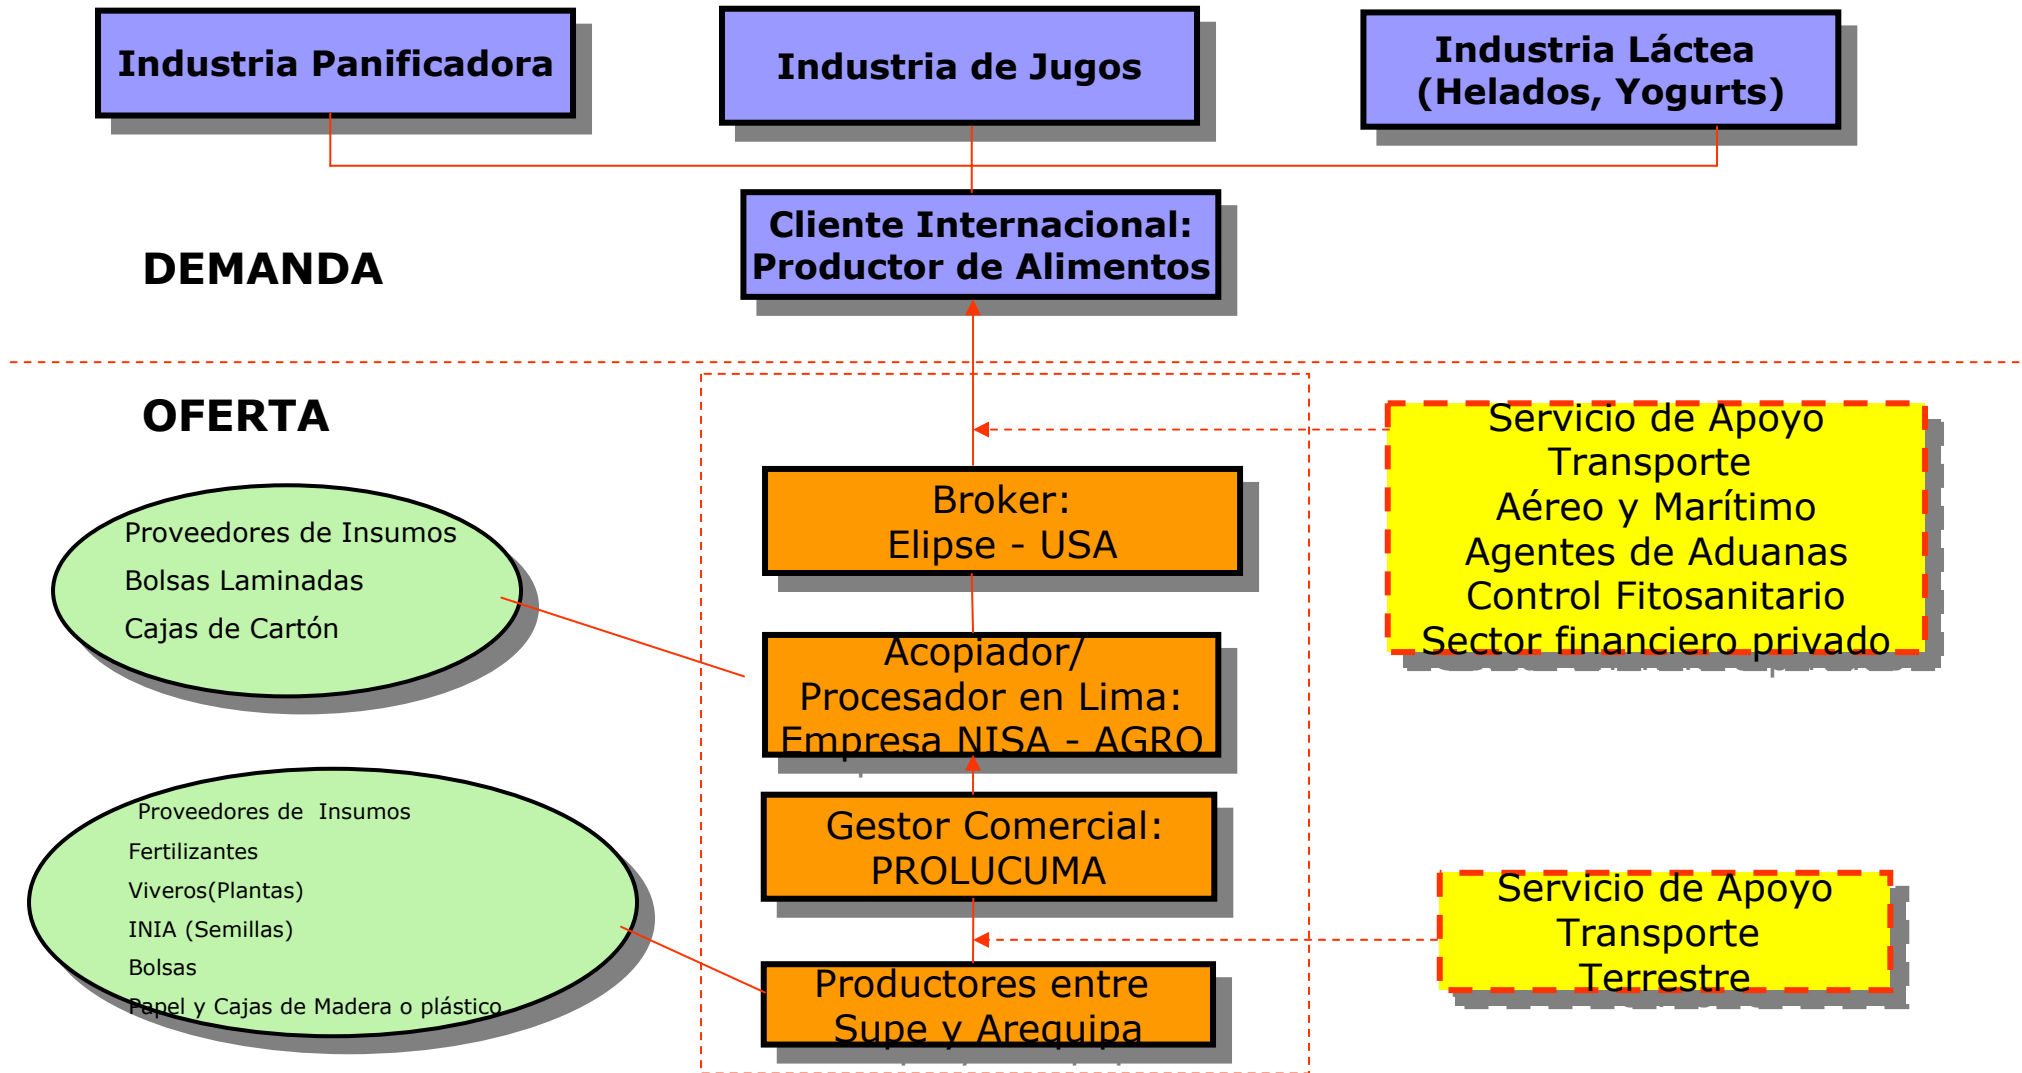 Industria Panificadora
Industria de Jugos
Industria Láctea
(Helados, Yogurts)
Cliente Internacional:
Productor de Alimentos
DEMANDA
OFERTA
Servicio de Apoyo
Transporte
Aéreo y Marítimo
Agentes de Aduanas
Control Fitosanitario
Sector financiero privado
Broker:
Elipse - USA
Proveedores de Insumos
Bolsas Laminadas
Cajas de Cartón
Acopiador/
Procesador en Lima:
Empresa NISA - AGRO
Gestor Comercial:
PROLUCUMA
Proveedores de  Insumos
Fertilizantes
Viveros(Plantas)
INIA (Semillas)
Bolsas
Papel y Cajas de Madera o plástico
Servicio de Apoyo
Transporte
Terrestre
Productores entre
Supe y Arequipa